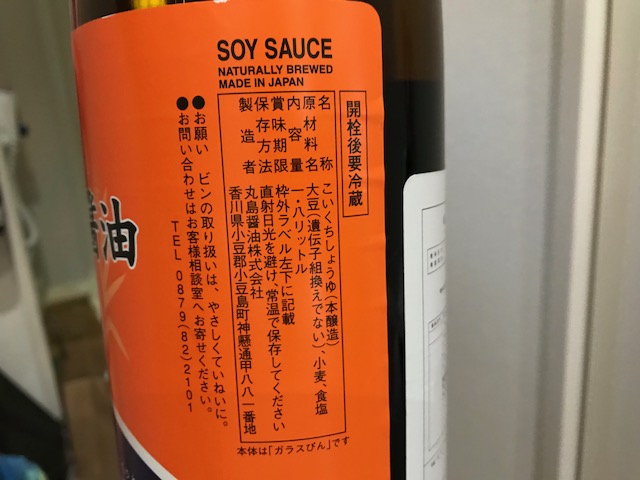 SOY SAUCE
NATURALLY BREWED
MADE IN JAPAN
開栓後要冷蔵
名称 こいくちしょうゆ(本醸造)
原材料名 大豆(遺伝子組換えでない)、小麦、食塩
内容量 一・八リットル
賞味期限 枠外ラベル左下に記載
保存方法 直射日光を避け、常温で保存してください
製造者 丸島醤油株式会社
香川県小豆郡小豆島町神懸通甲八八一番地
本体は「ガラスびん」です
●お願い ビンの取り扱いは、やさしくていねいに。
●お問い合わせはお客様相談室へお寄せください。
TEL 0879(82)2101
油